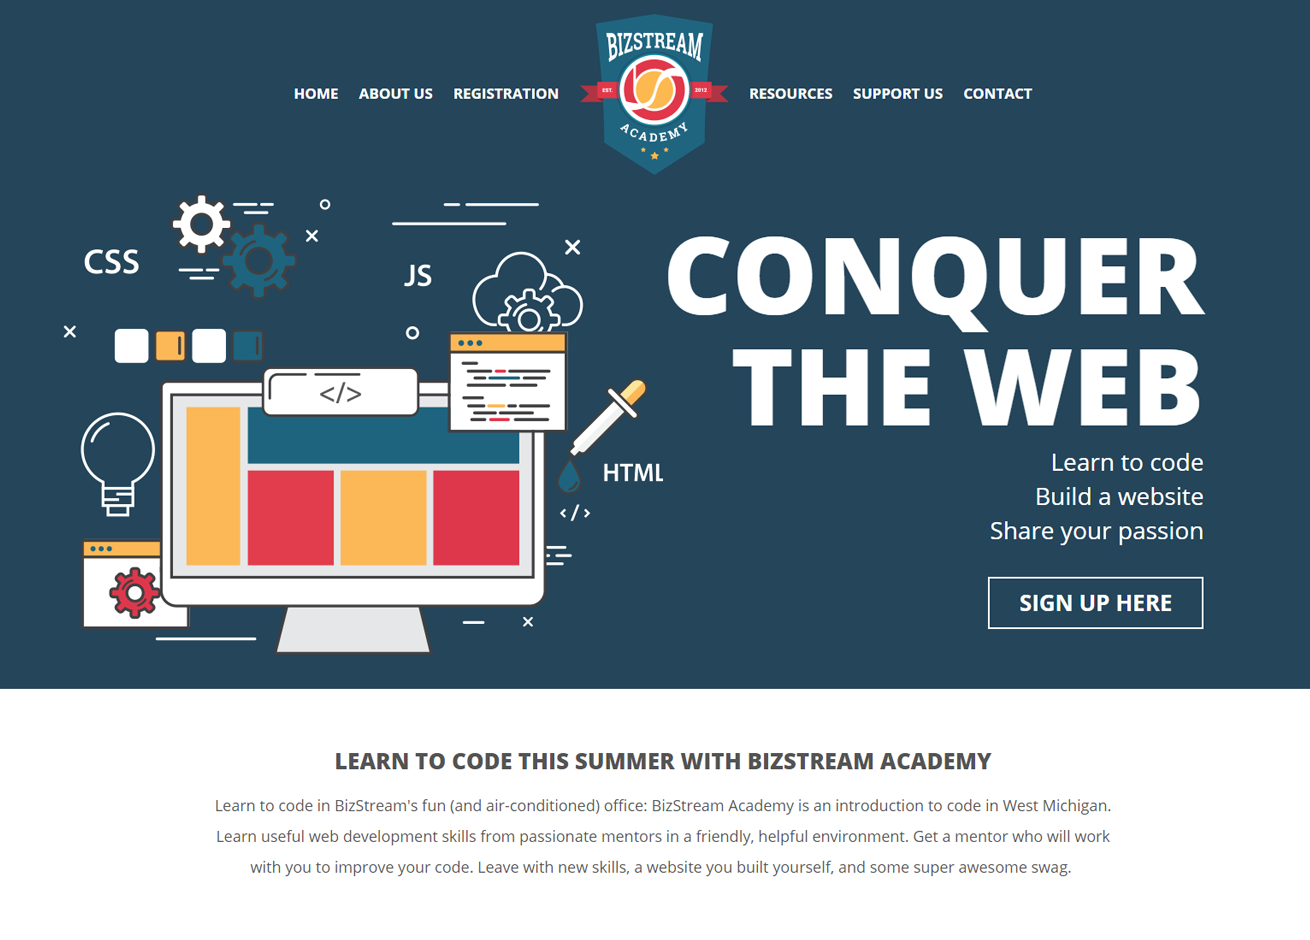 HOME ABOUT US REGISTRATION
BIZSTREAM
EST. 2012
ACADEMY
RESOURCES SUPPORT US CONTACT
CSS
JS
</>
HTML
</>
CONQUER
THE WEB
Learn to code
Build a website
Share your passion
SIGN UP HERE
LEARN TO CODE THIS SUMMER WITH BIZSTREAM ACADEMY
Learn to code in BizStream's fun (and air-conditioned) office: BizStream Academy is an introduction to code in West Michigan.
Learn useful web development skills from passionate mentors in a friendly, helpful environment. Get a mentor who will work
with you to improve your code. Leave with new skills, a website you built yourself, and some super awesome swag.